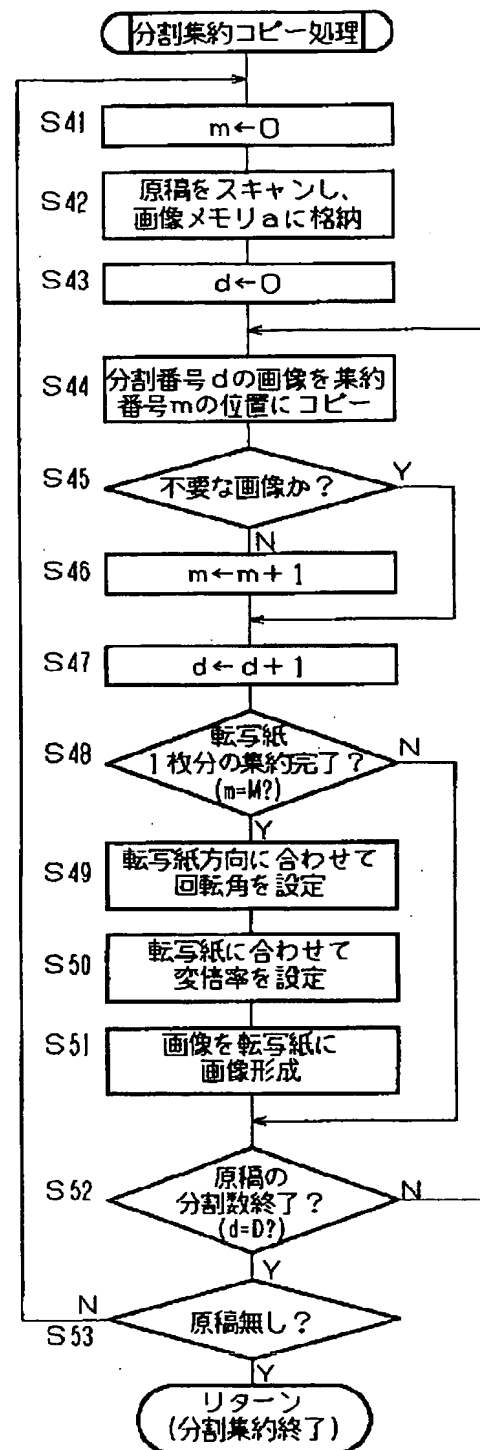 分割集約コピー処理
S41
m←0
S42
原稿をスキャンし、
画像メモリaに格納
S43
d←0
S44
分割番号dの画像を集約
番号mの位置にコピー
S45
不要な画像か?
Y
N
S46
m←m+1
S47
d←d+1
S48
転写紙
1枚分の集約完了?
(m=M?)
N
Y
S49
転写紙方向に合わせて
回転角を設定
S50
転写紙に合わせて
変倍率を設定
S51
画像を転写紙に
画像形成
S52
原稿の
分割数終了?
(d=D?)
N
Y
N
S53
原稿無し?
Y
リターン
(分割集約終了)